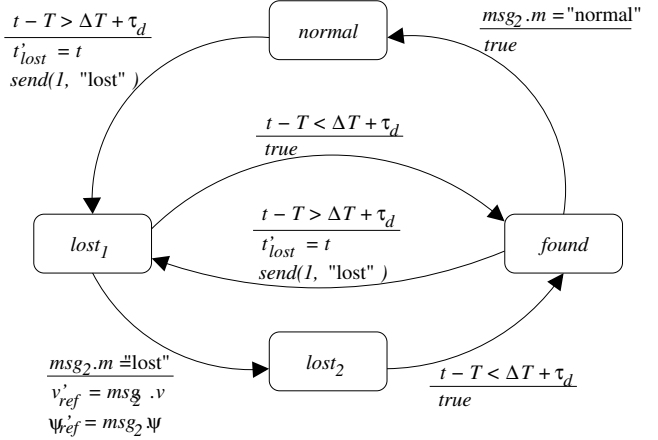 t − T > ΔT + τd
t'lost = t
send(1, "lost" )
normal
msg2.m = "normal"
true
t − T < ΔT + τd
true
t − T > ΔT + τd
t'lost = t
send(1, "lost" )
lost1
found
lost2
msg2.m = "lost"
v'ref = msg2.v
ψ'ref = msg2.ψ
t − T < ΔT + τd
true